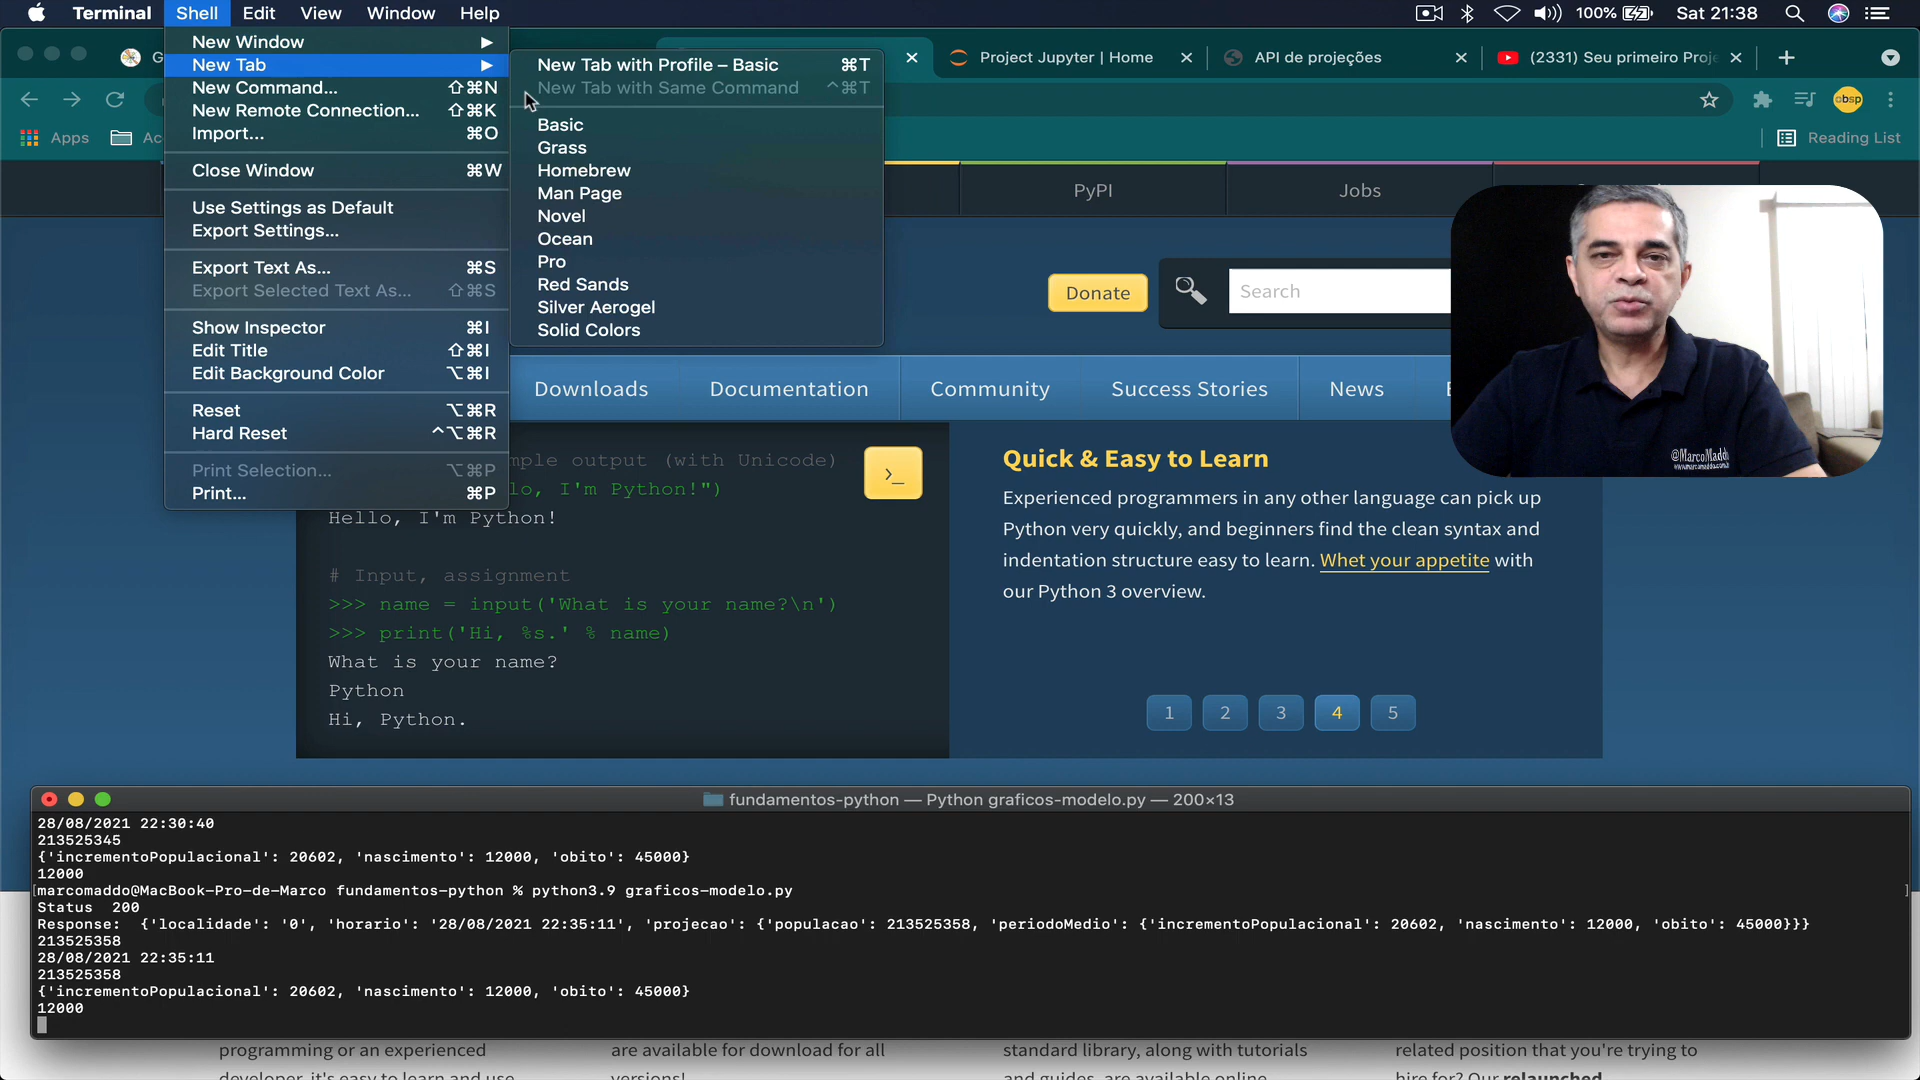 Terminal Shell Edit View Window Help 100% Sat 21:38
New Window
New Tab
New Command... ⇧⌘N
New Remote Connection... ⇧⌘K
Import... ⌘O
Close Window ⌘W
Use Settings as Default
Export Settings...
Export Text As... ⌘S
Export Selected Text As... ⇧⌘S
Show Inspector ⌘I
Edit Title ⇧⌘I
Edit Background Color ⌥⌘I
Reset ⌥⌘R
Hard Reset ^⌥⌘R
Print Selection... ⌥⌘P
Print... ⌘P
New Tab with Profile – Basic ⌘T
New Tab with Same Command ^⌘T
Basic
Grass
Homebrew
Man Page
Novel
Ocean
Pro
Red Sands
Silver Aerogel
Solid Colors
Project Jupyter | Home
API de projeções
(2331) Seu primeiro Proj
obsp
Apps
Reading List
PyPI Jobs
Donate Search
Downloads Documentation Community Success Stories News
@MarcoMaddo
mple output (with Unicode)
lo, I'm Python!")
Hello, I'm Python!
# Input, assignment
>>> name = input('What is your name?\n')
>>> print('Hi, %s.' % name)
What is your name?
Python
Hi, Python.
>_
Quick & Easy to Learn
Experienced programmers in any other language can pick up
Python very quickly, and beginners find the clean syntax and
indentation structure easy to learn. Whet your appetite with
our Python 3 overview.
1 2 3 4 5
fundamentos-python — Python graficos-modelo.py — 200×13
28/08/2021 22:30:40
213525345
{'incrementoPopulacional': 20602, 'nascimento': 12000, 'obito': 45000}
12000
[marcomaddo@MacBook-Pro-de-Marco fundamentos-python % python3.9 graficos-modelo.py ]
Status  200
Response:  {'localidade': '0', 'horario': '28/08/2021 22:35:11', 'projecao': {'populacao': 213525358, 'periodoMedio': {'incrementoPopulacional': 20602, 'nascimento': 12000, 'obito': 45000}}}
213525358
28/08/2021 22:35:11
213525358
{'incrementoPopulacional': 20602, 'nascimento': 12000, 'obito': 45000}
12000
programming or an experienced
are available for download for all
versions!
standard library, along with tutorials
and guides, are available online.
related position that you're trying to
hire for? Our relaunched